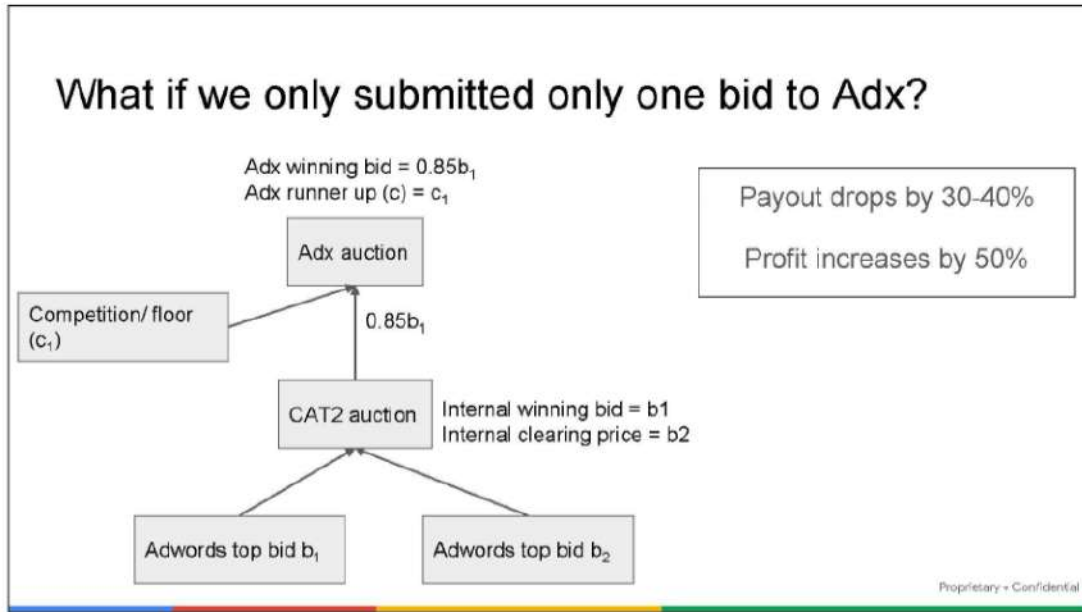 What if we only submitted only one bid to Adx?
Adx winning bid = 0.85b₁
Adx runner up (c) = c₁
Payout drops by 30-40%
Profit increases by 50%
Adx auction
Competition/ floor
(c₁)
0.85b₁
CAT2 auction
Internal winning bid = b1
Internal clearing price = b2
Adwords top bid b₁
Adwords top bid b₂
Proprietary + Confidential